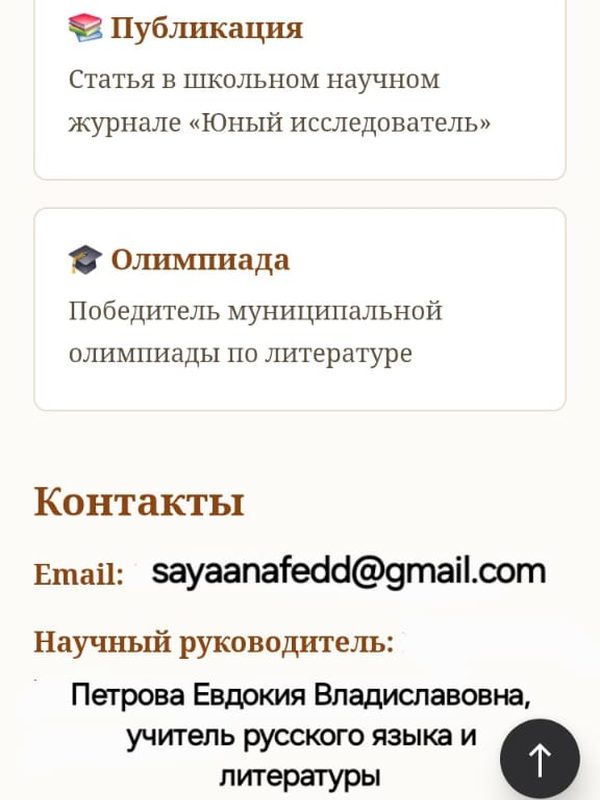 Публикация
Статья в школьном научном
журнале «Юный исследователь»
Олимпиада
Победитель муниципальной
олимпиады по литературе
Контакты
Email: sayaanafedd@gmail.com
Научный руководитель:
Петрова Евдокия Владиславовна,
учитель русского языка и
литературы